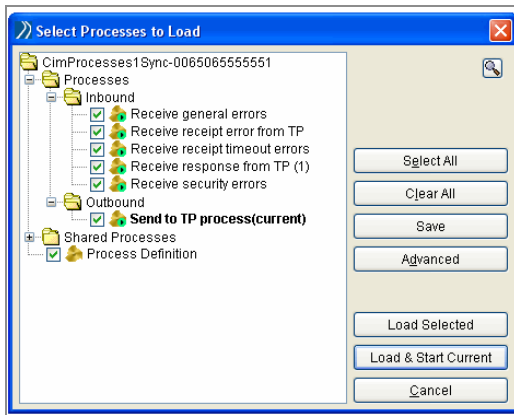 Select Processes to Load
CimProcesses1Sync-0065065555551
Processes
Inbound
Receive general errors
Receive receipt error from TP
Receive receipt timeout errors
Receive response from TP (1)
Receive security errors
Outbound
Send to TP process(current)
Shared Processes
Process Definition
Select All
Clear All
Save
Advanced
Load Selected
Load & Start Current
Cancel